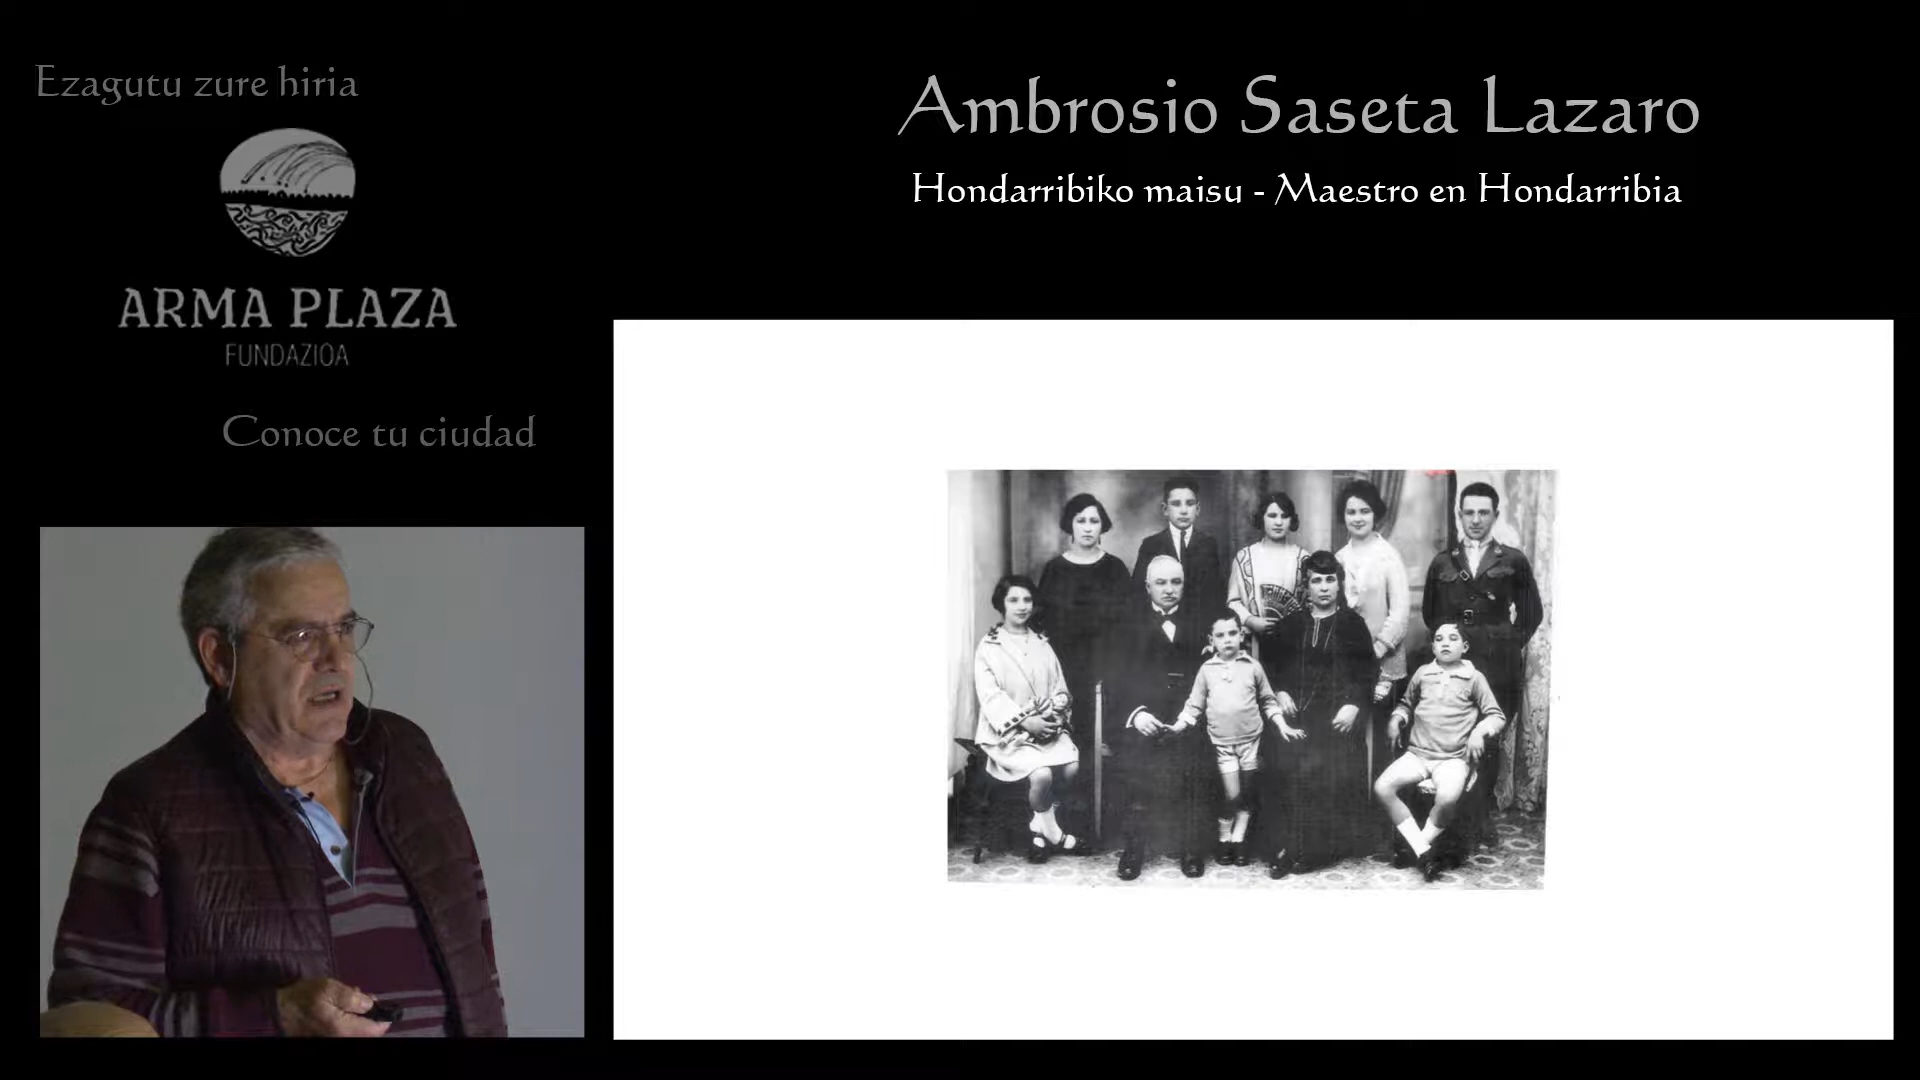 Ezagutu zure hiria
ARMA PLAZA
FUNDAZIOA
Conoce tu ciudad
Ambrosio Saseta Lazaro
Hondarribiko maisu - Maestro en Hondarribia